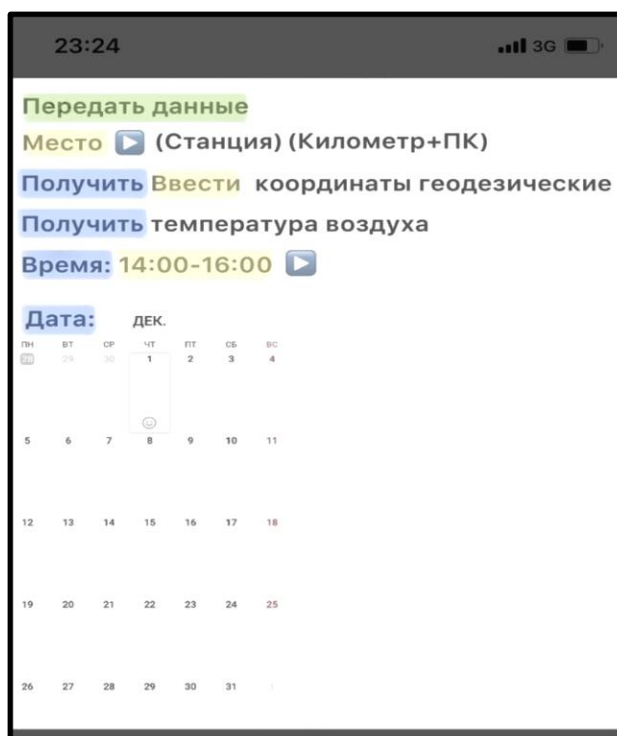 23:24 3G
Передать данные
Место (Станция) (Километр+ПК)
Получить Ввести координаты геодезические
Получить температура воздуха
Время: 14:00-16:00
Дата: ДЕК.
ПН ВТ СР ЧТ ПТ СБ ВС
28 29 30 1 2 3 4
5 6 7 8 9 10 11
12 13 14 15 16 17 18
19 20 21 22 23 24 25
26 27 28 29 30 31